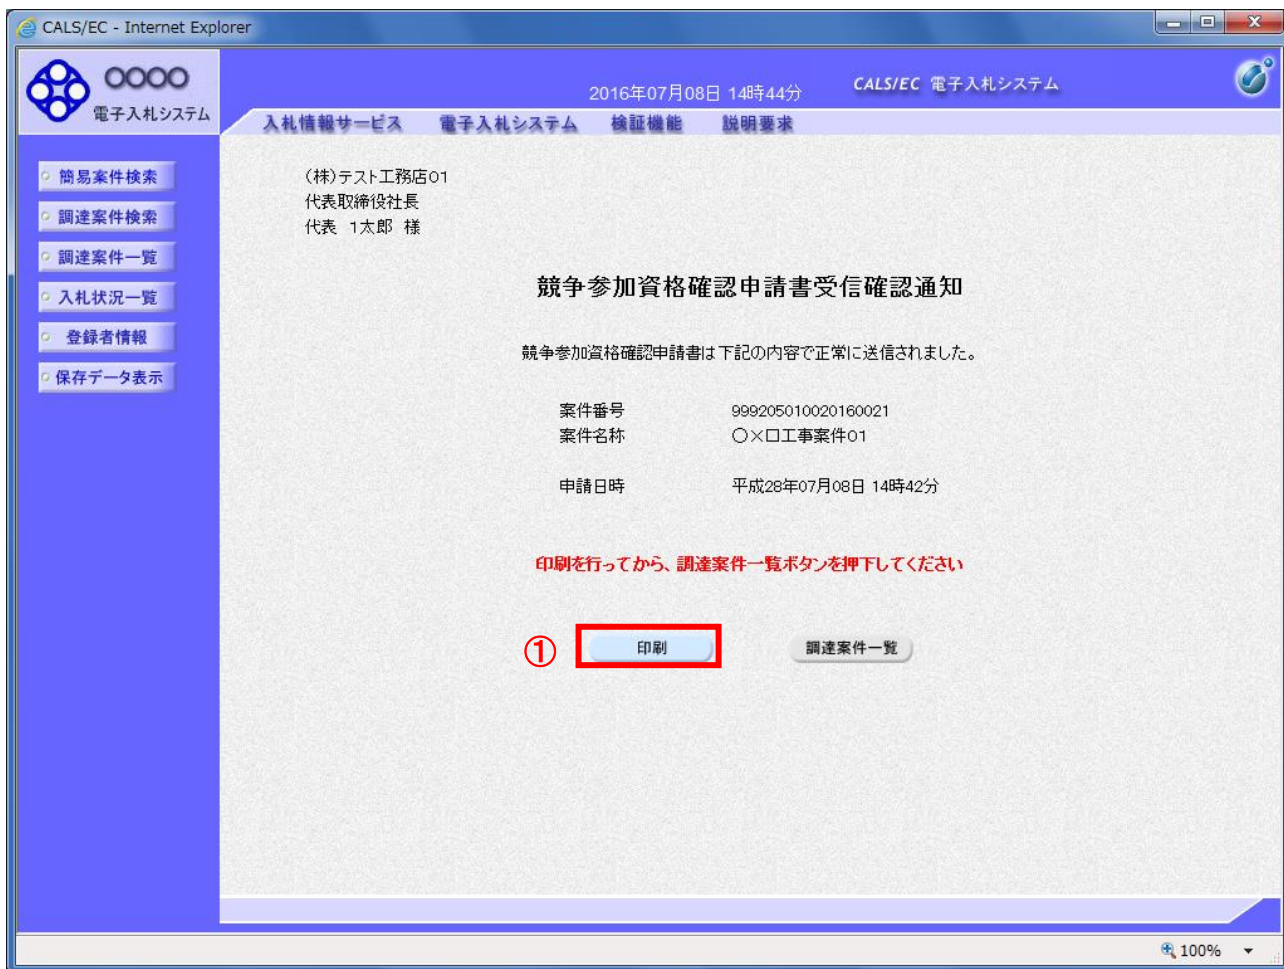 CALS/EC - Internet Explorer
〇〇〇〇
電子入札システム
2016年07月08日 14時44分
CALS/EC 電子入札システム
入札情報サービス 電子入札システム 検証機能 説明要求
簡易案件検索
調達案件検索
調達案件一覧
入札状況一覧
登録者情報
保存データ表示
(株)テスト工務店01
代表取締役社長
代表 1太郎 様
競争参加資格確認申請書受信確認通知
競争参加資格確認申請書は下記の内容で正常に送信されました。
案件番号 999205010020160021
案件名称 〇×口工事案件01
申請日時 平成28年07月08日 14時42分
印刷を行ってから、調達案件一覧ボタンを押下してください
① 印刷 調達案件一覧
100%